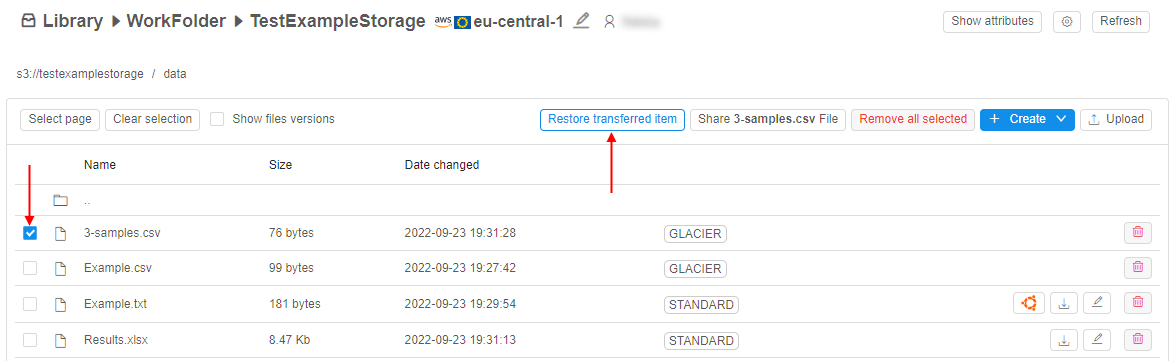 Library WorkFolder TestExampleStorage aws eu-central-1 Show attributes Refresh
s3://testexamplestorage / data
Select page Clear selection Show files versions Restore transferred item Share 3-samples.csv File Remove all selected + Create Upload
Name Size Date changed
..
3-samples.csv 76 bytes 2022-09-23 19:31:28 GLACIER
Example.csv 99 bytes 2022-09-23 19:27:42 GLACIER
Example.txt 181 bytes 2022-09-23 19:29:54 STANDARD
Results.xlsx 8.47 Kb 2022-09-23 19:31:13 STANDARD